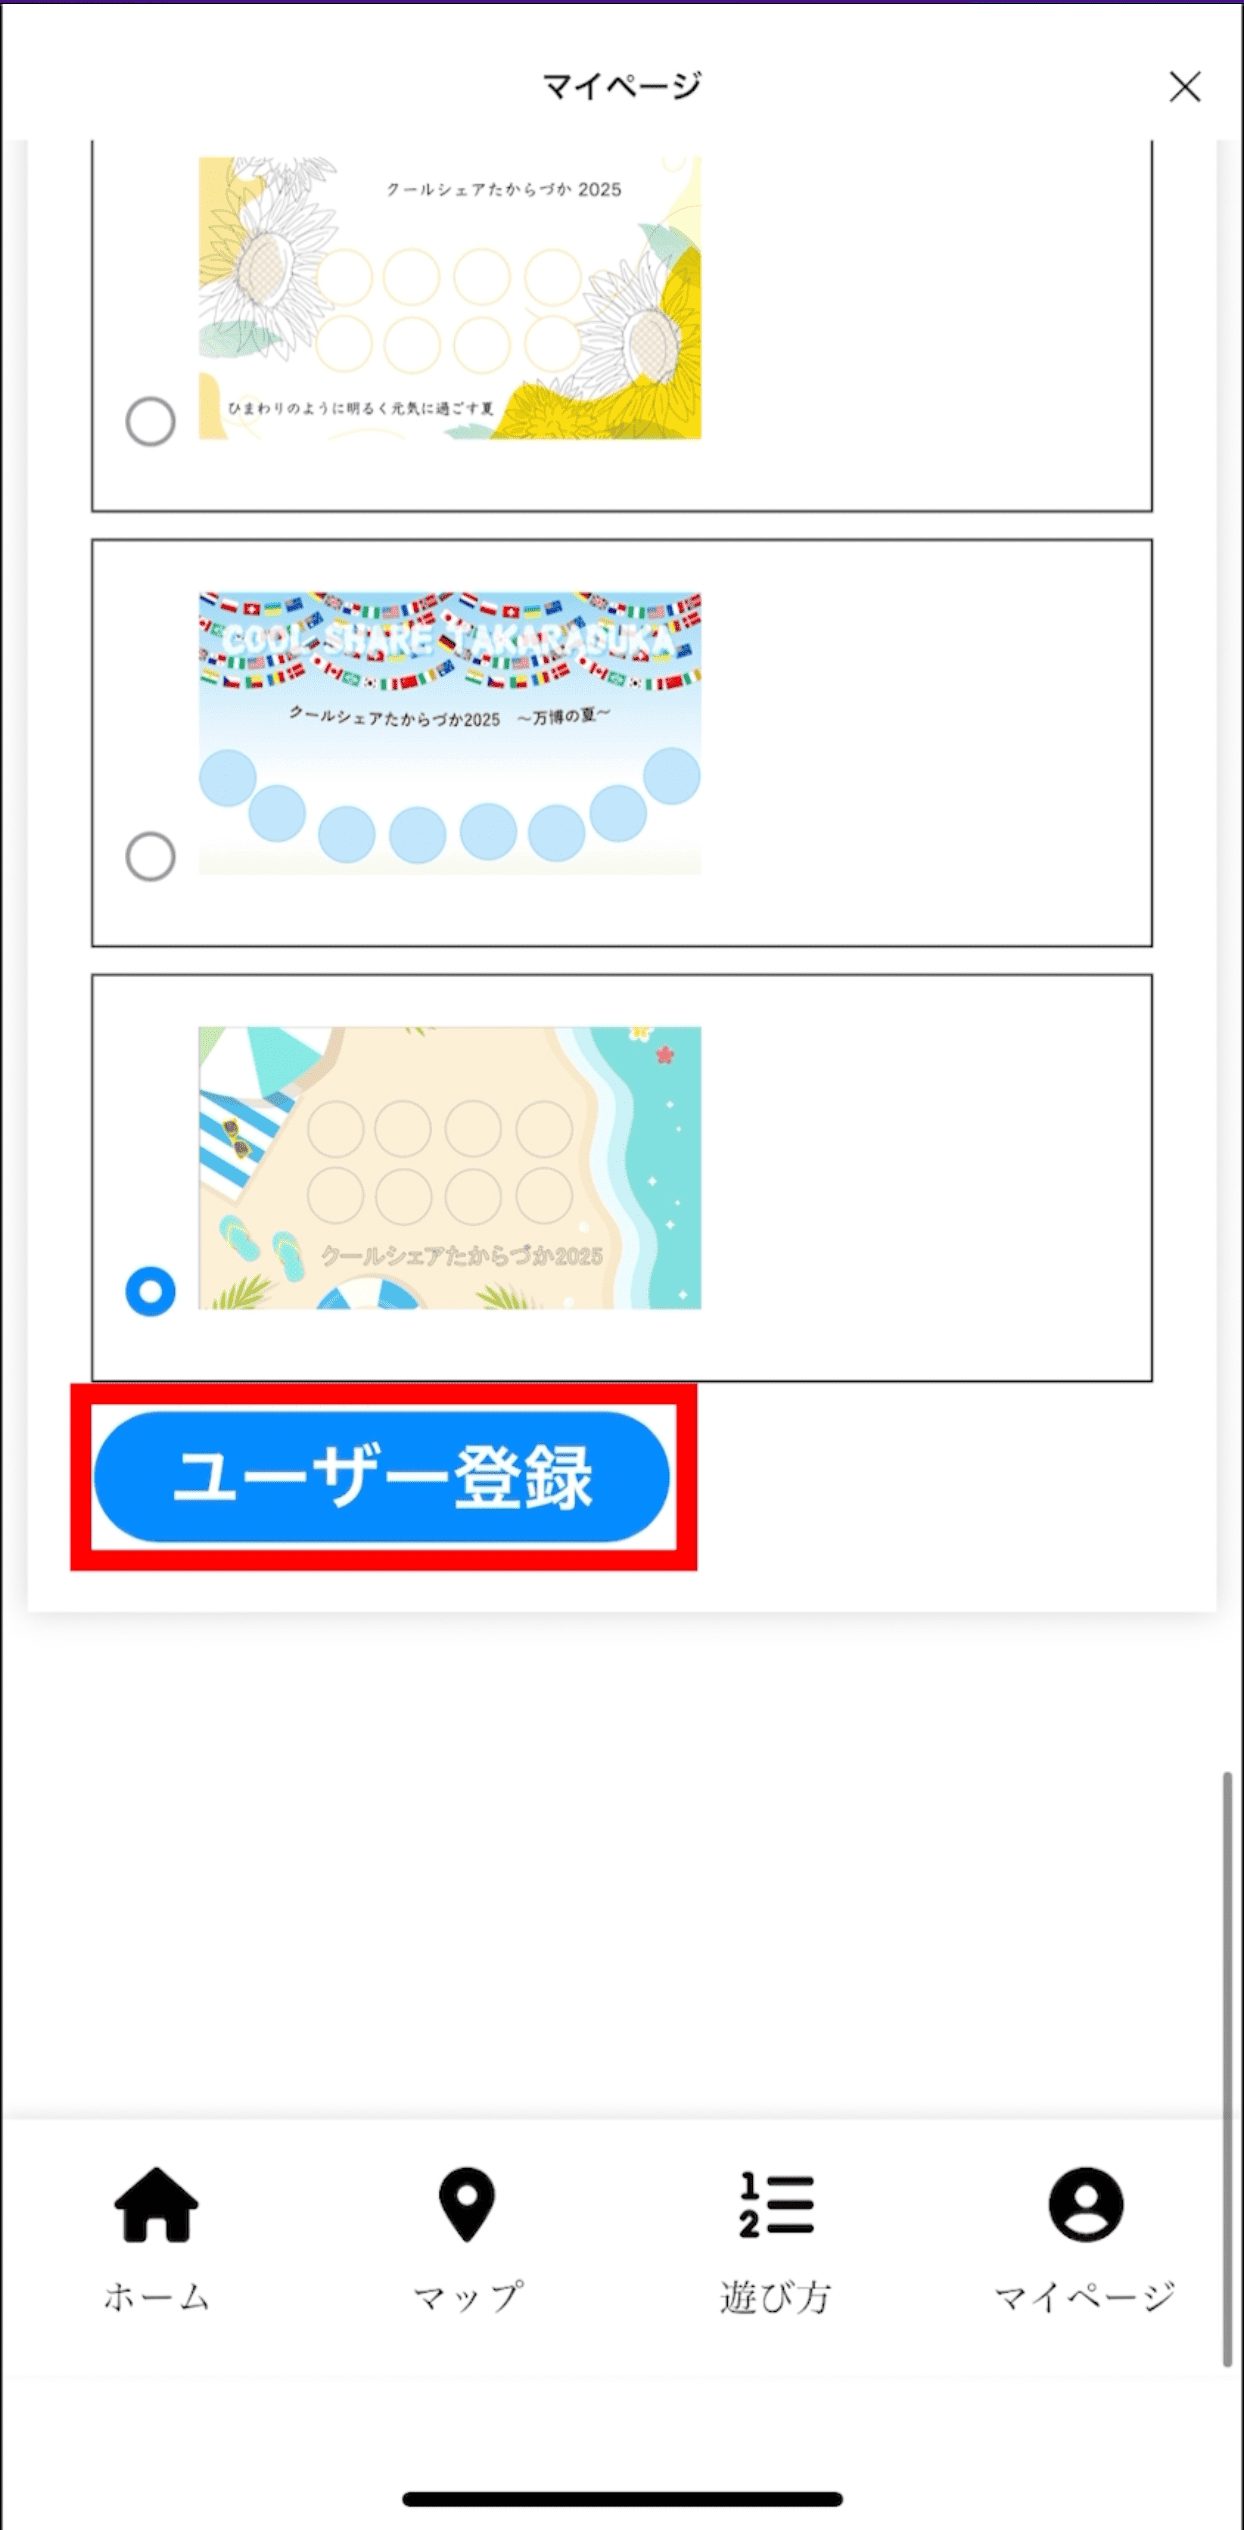 マイページ
クールシェアたからづか 2025
ひまわりのように明るく元気に過ごす夏
COOL SHARE TAKARADUKA
クールシェアたからづか2025　～万博の夏～
クールシェアたからづか2025
ユーザー登録
ホーム
マップ
遊び方
マイページ